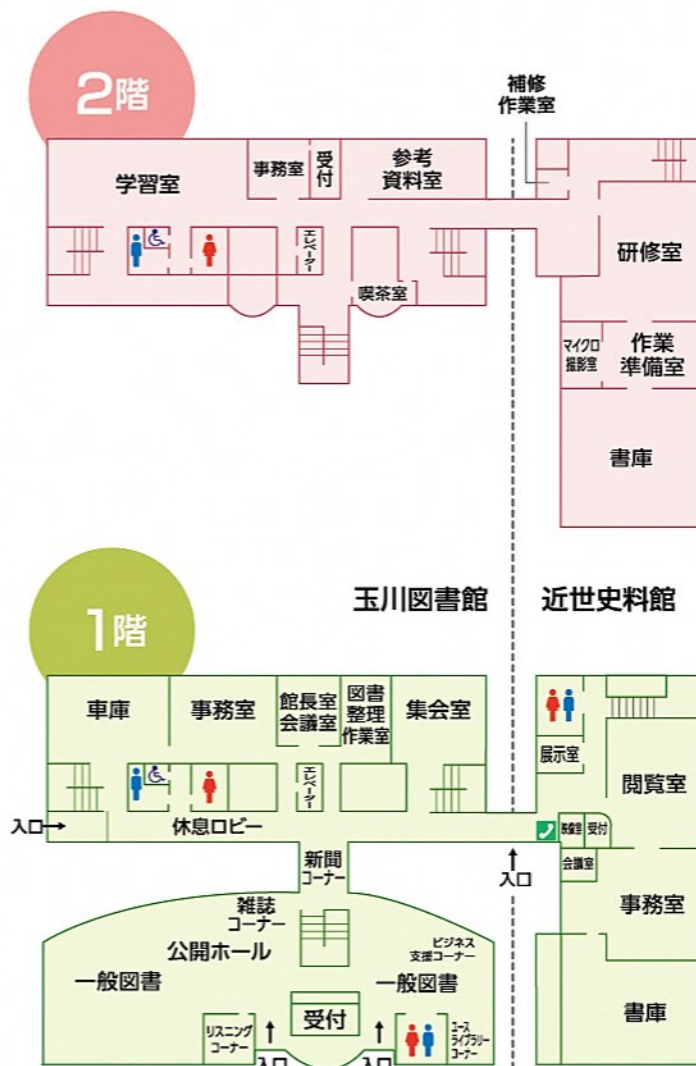 2階
補修
作業室
学習室
事務室
受付
参考
資料室
エレベーター
喫茶室
研修室
マイクロ
撮影室
作業
準備室
書庫
玉川図書館
近世史料館
1階
車庫
事務室
館長室
会議室
図書
整理
作業室
集会室
エレベーター
展示室
閲覧室
入口→
休息ロビー
受付
会議室
新聞
コーナー
↑
入口
事務室
雑誌
コーナー
公開ホール
ビジネス
支援コーナー
一般図書
一般図書
受付
書庫
リスニング
コーナー
↑
入口
↑
入口
ユース
ライブラリー
コーナー